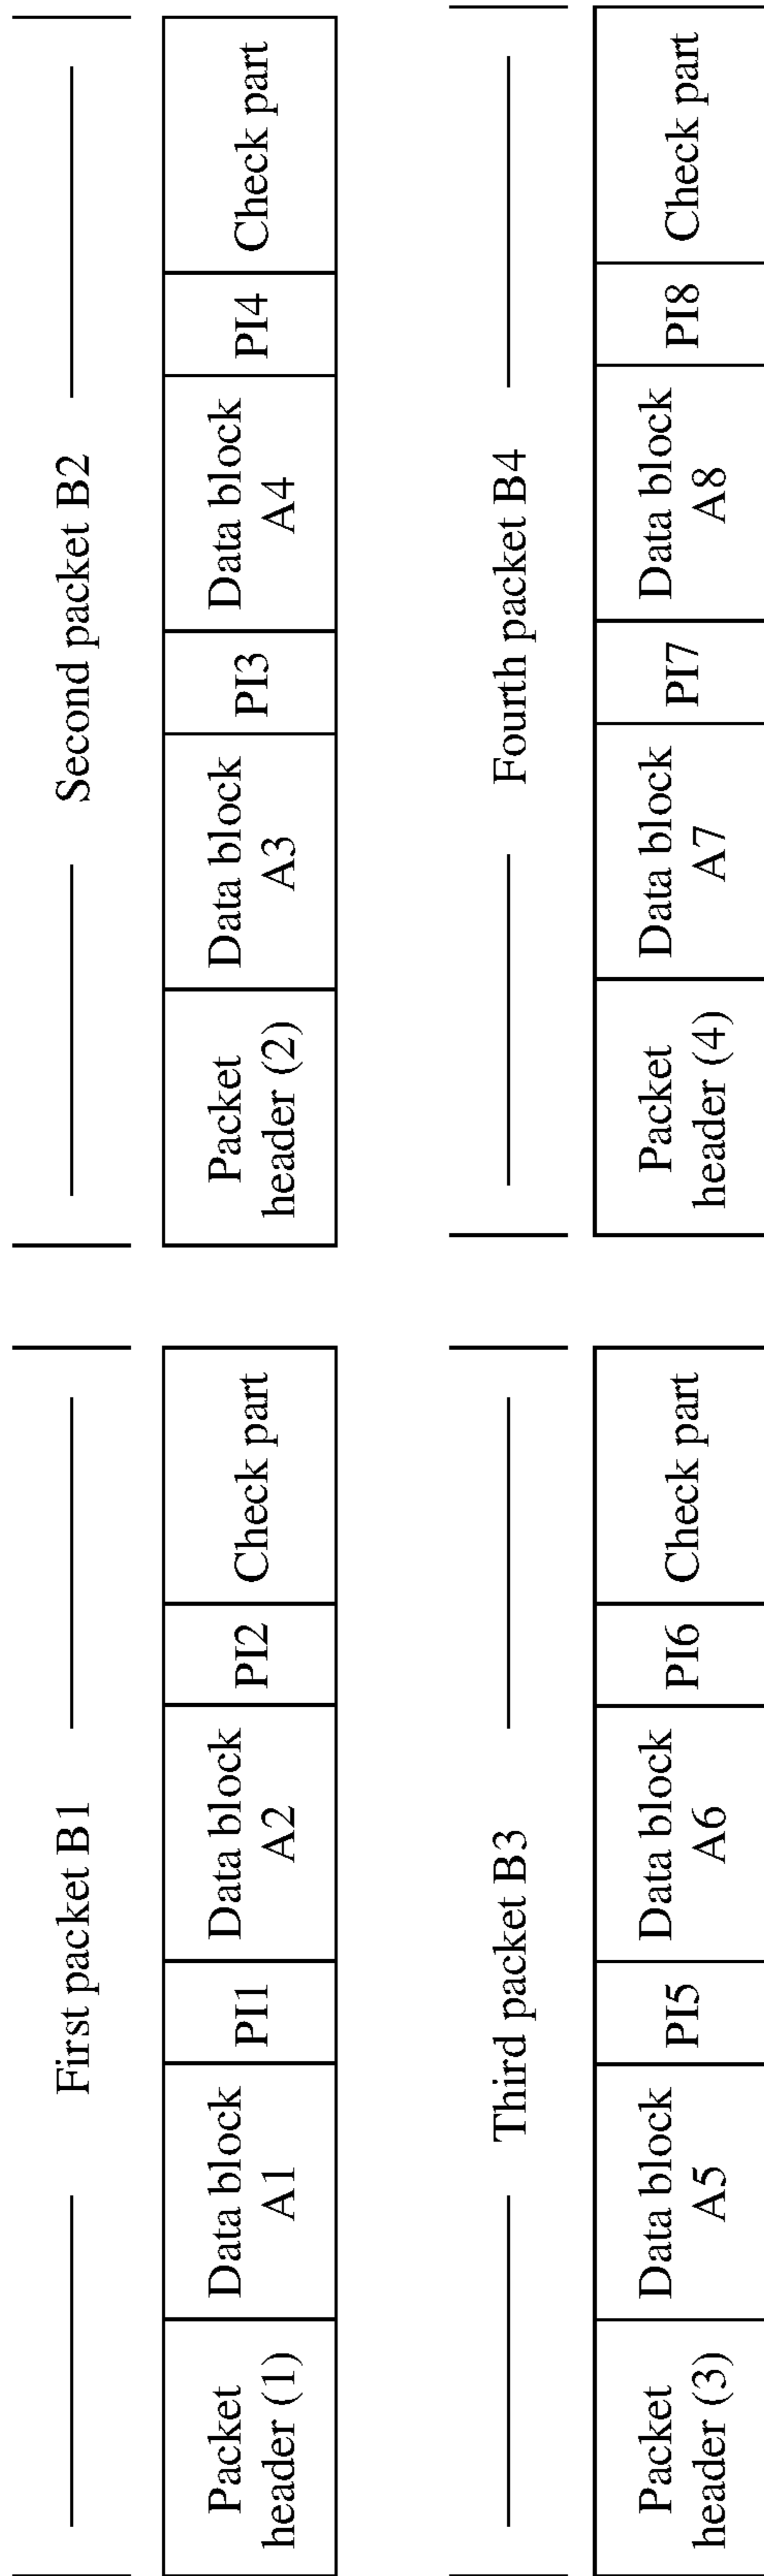 First packet B1
Packet
header (1)
Data block
A1
PI1
Data block
A2
PI2
Check part
Second packet B2
Packet
header (2)
Data block
A3
PI3
Data block
A4
PI4
Check part
Third packet B3
Packet
header (3)
Data block
A5
PI5
Data block
A6
PI6
Check part
Fourth packet B4
Packet
header (4)
Data block
A7
PI7
Data block
A8
PI8
Check part